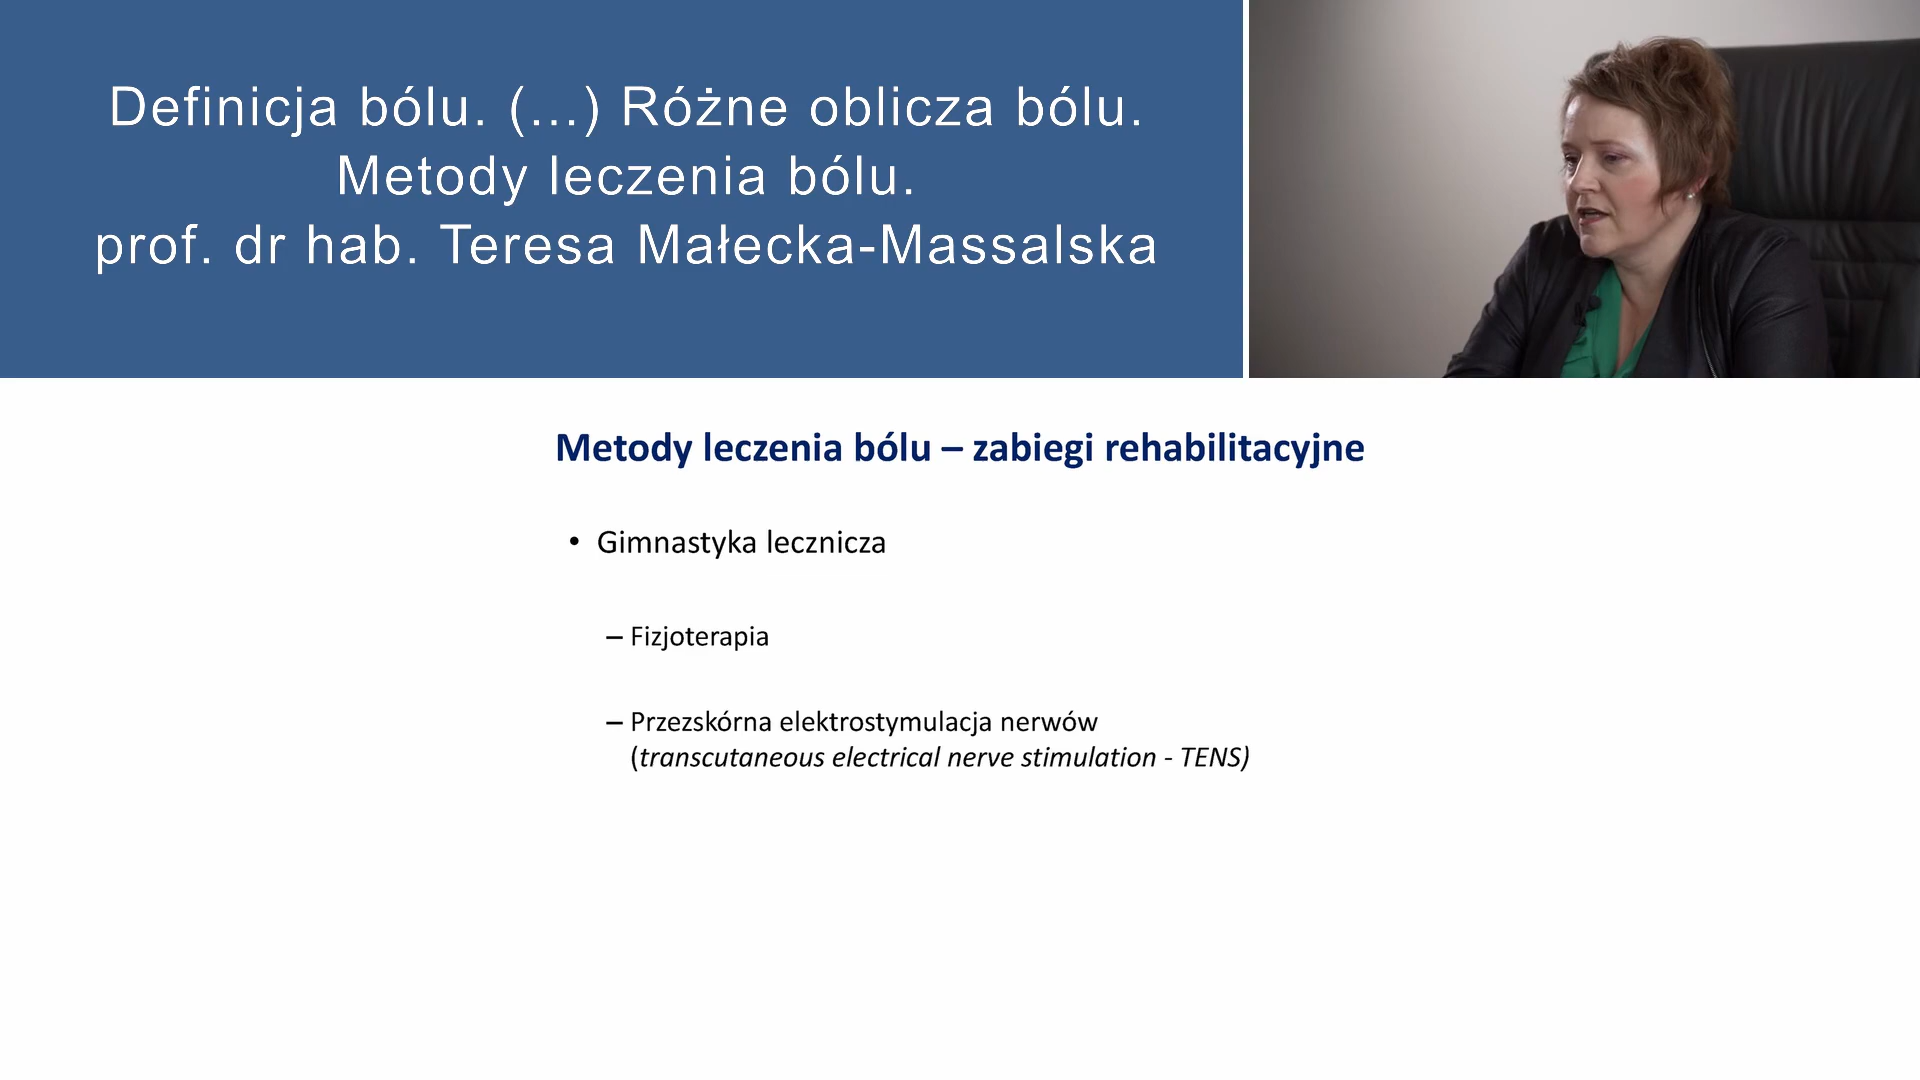 Definicja bólu. (...) Różne oblicza bólu.
Metody leczenia bólu.
prof. dr hab. Teresa Małecka-Massalska
Metody leczenia bólu – zabiegi rehabilitacyjne
• Gimnastyka lecznicza
– Fizjoterapia
– Przezskórna elektrostymulacja nerwów
(transcutaneous electrical nerve stimulation - TENS)